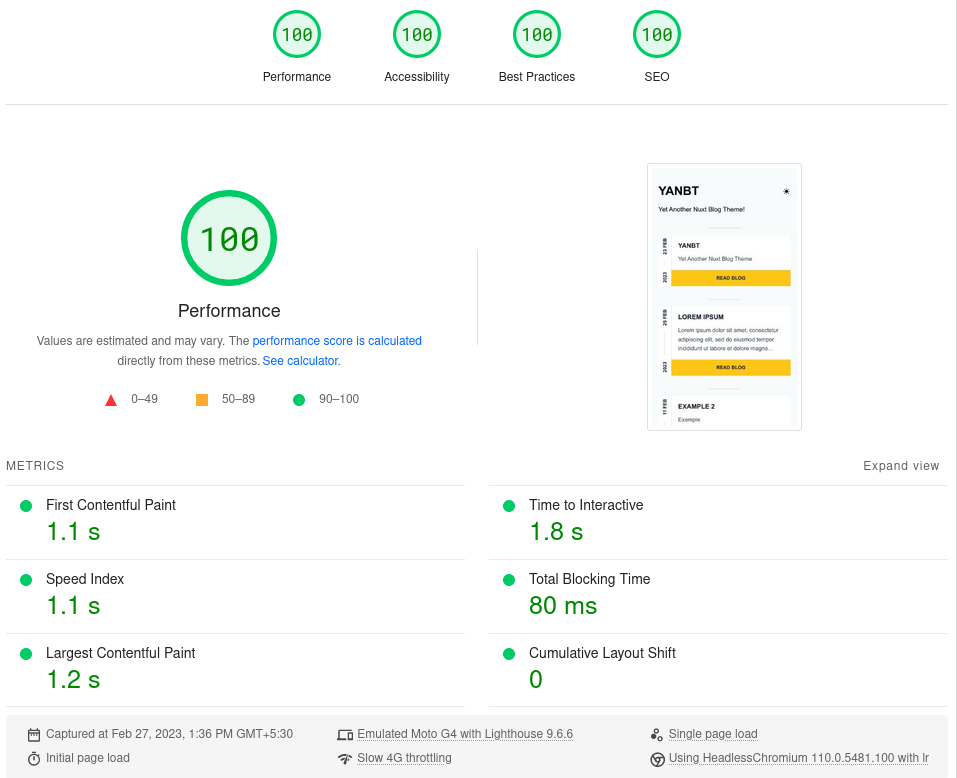 100 100 100 100
Performance Accessibility Best Practices SEO
100
Performance
Values are estimated and may vary. The performance score is calculated
directly from these metrics. See calculator.
0–49 50–89 90–100
YANBT
Yet Another Nuxt Blog Theme!
23 FEB
2023
YANBT
Yet Another Nuxt Blog Theme
READ BLOG
25 FEB
2023
LOREM IPSUM
Lorem ipsum dolor sit amet, consectetur
adipiscing elit, sed do eiusmod tempor
incididunt ut labore et dolore magna...
READ BLOG
11 FEB
EXAMPLE 2
Example
METRICS Expand view
First Contentful Paint
1.1 s
Time to Interactive
1.8 s
Speed Index
1.1 s
Total Blocking Time
80 ms
Largest Contentful Paint
1.2 s
Cumulative Layout Shift
0
Captured at Feb 27, 2023, 1:36 PM GMT+5:30
Emulated Moto G4 with Lighthouse 9.6.6
Single page load
Initial page load
Slow 4G throttling
Using HeadlessChromium 110.0.5481.100 with lr